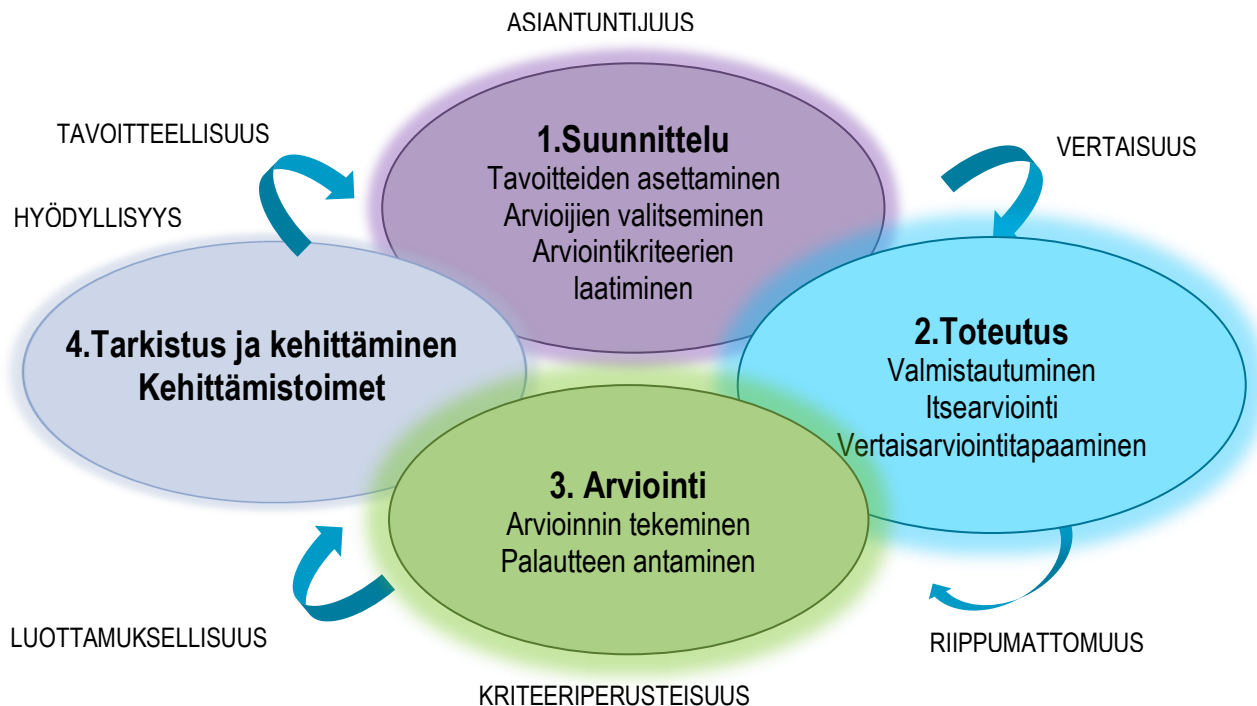 ASIANTUNTIJUUS
TAVOITTEELLISUUS
VERTAISUUS
HYÖDYLLISYYS
1.Suunnittelu
Tavoitteiden asettaminen
Arvioijien valitseminen
Arviointikriteerien
laatiminen
2.Toteutus
Valmistautuminen
Itsearviointi
Vertaisarviointitapaaminen
3. Arviointi
Arvioinnin tekeminen
Palautteen antaminen
4.Tarkistus ja kehittäminen
Kehittämistoimet
LUOTTAMUKSELLISUUS
RIIPPUMATTOMUUS
KRITEERIPERUSTEISUUS